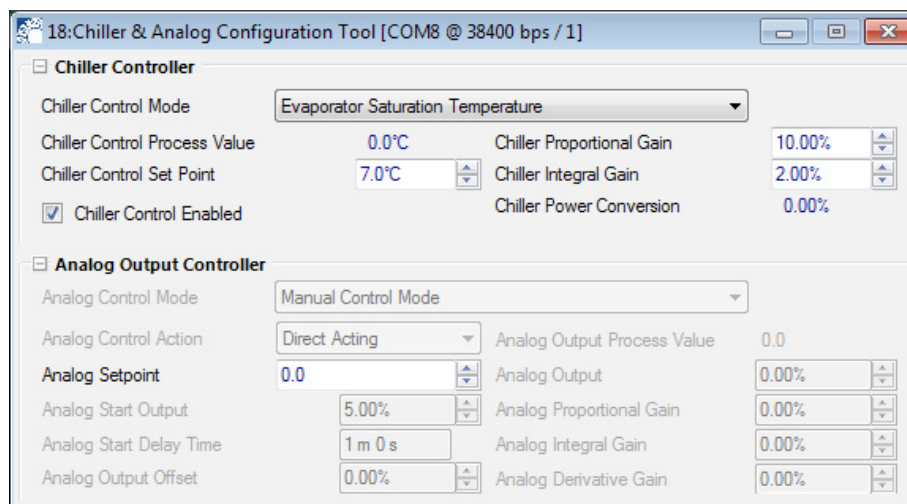 18:Chiller & Analog Configuration Tool [COM8 @ 38400 bps / 1]
Chiller Controller
Chiller Control Mode Evaporator Saturation Temperature
Chiller Control Process Value 0.0°C Chiller Proportional Gain 10.00%
Chiller Control Set Point 7.0°C Chiller Integral Gain 2.00%
Chiller Control Enabled Chiller Power Conversion 0.00%
Analog Output Controller
Analog Control Mode Manual Control Mode
Analog Control Action Direct Acting Analog Output Process Value 0.0
Analog Setpoint 0.0 Analog Output 0.00%
Analog Start Output 5.00% Analog Proportional Gain 0.00%
Analog Start Delay Time 1 m 0 s Analog Integral Gain 0.00%
Analog Output Offset 0.00% Analog Derivative Gain 0.00%